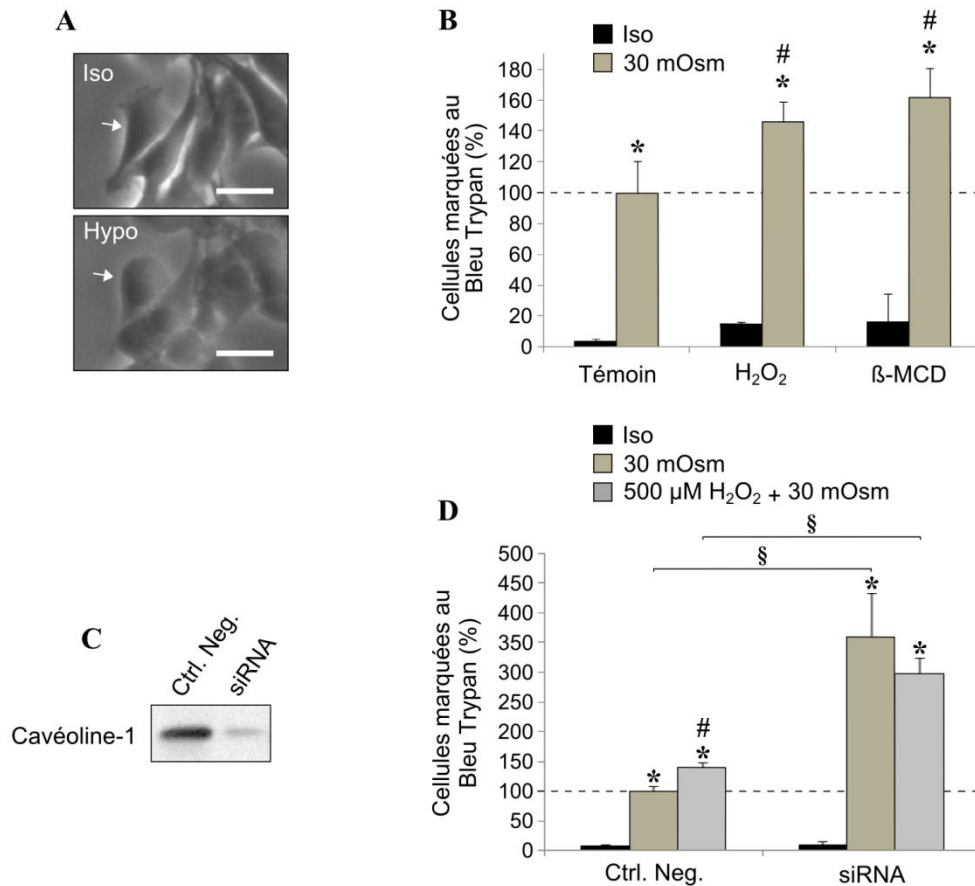 A
Iso
Hypo
B
Iso
30 mOsm
Cellules marquées au
Bleu Trypan (%)
180
160
140
120
100
80
60
40
20
0
*
#
*
#
*
Témoin
H₂O₂
ß-MCD
C
Ctrl. Neg.
siRNA
Cavéoline-1
D
Iso
30 mOsm
500 µM H₂O₂ + 30 mOsm
Cellules marquées au
Bleu Trypan (%)
500
450
400
350
300
250
200
150
100
50
0
§
§
*
#
*
*
*
Ctrl. Neg.
siRNA